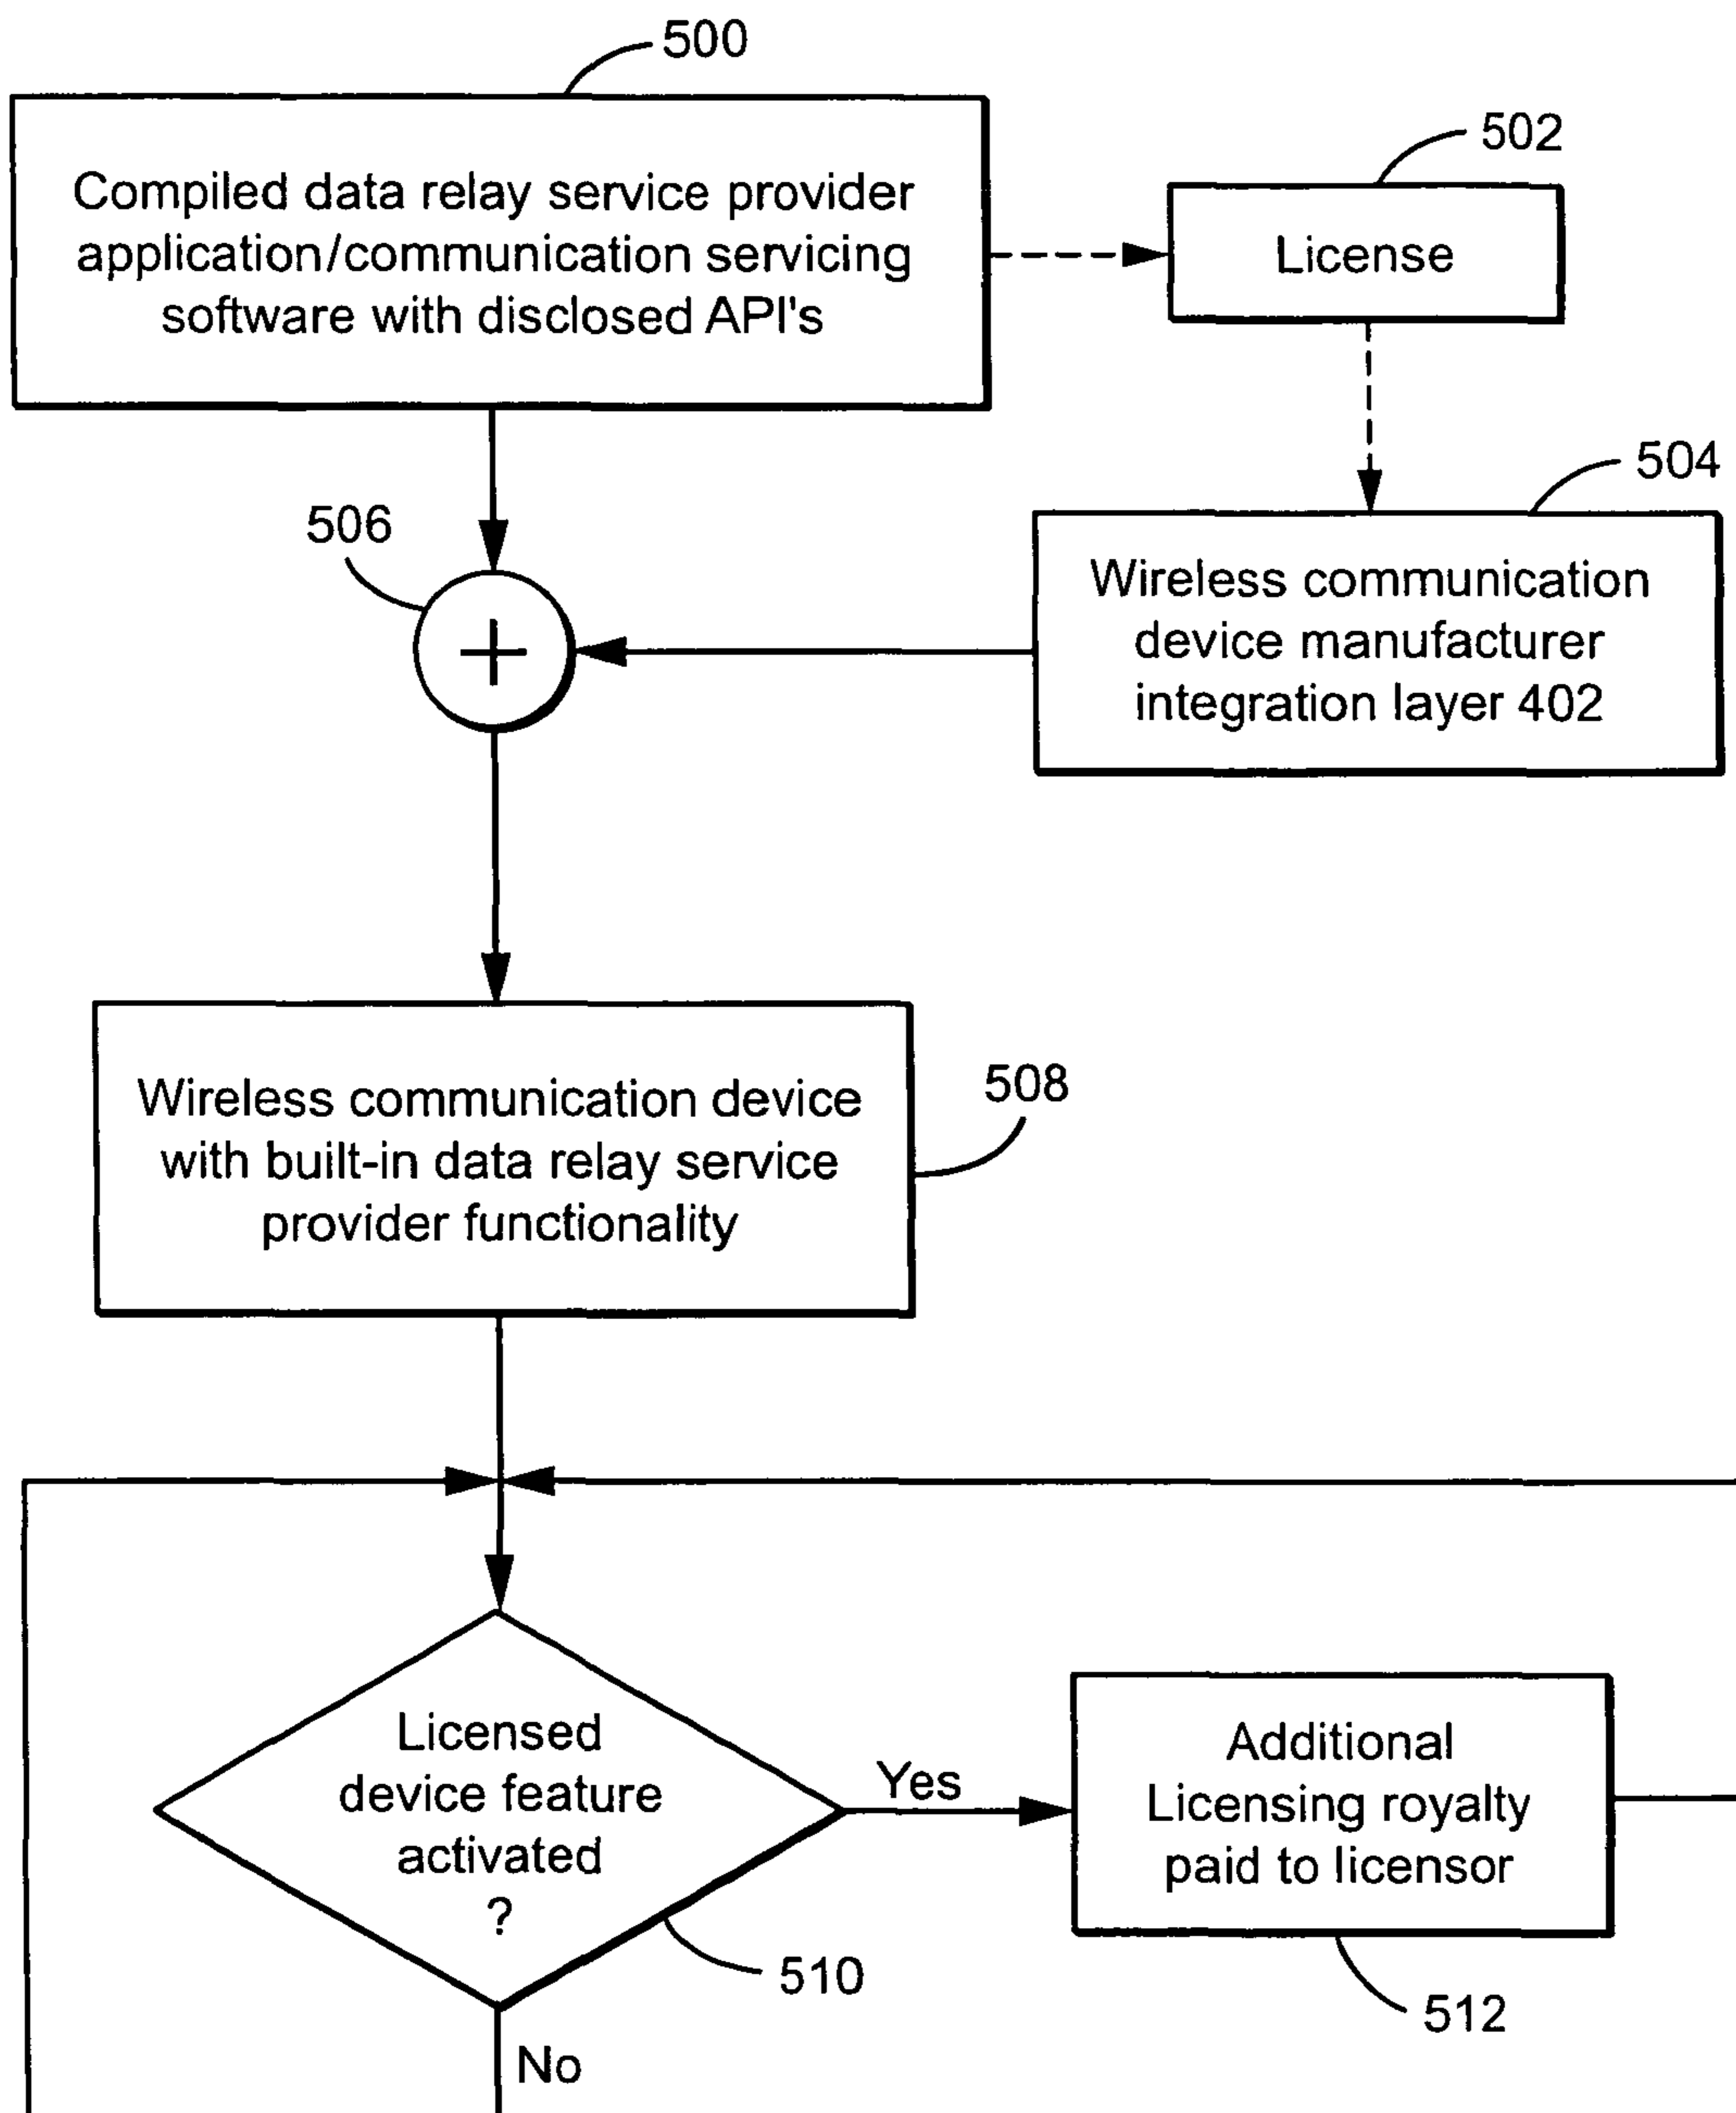 500
Compiled data relay service provider
application/communication servicing
software with disclosed API's
502
License
504
Wireless communication
device manufacturer
integration layer 402
506
+
Wireless communication device
with built-in data relay service
provider functionality
508
Licensed
device feature
activated
?
Yes
Additional
Licensing royalty
paid to licensor
510
512
No